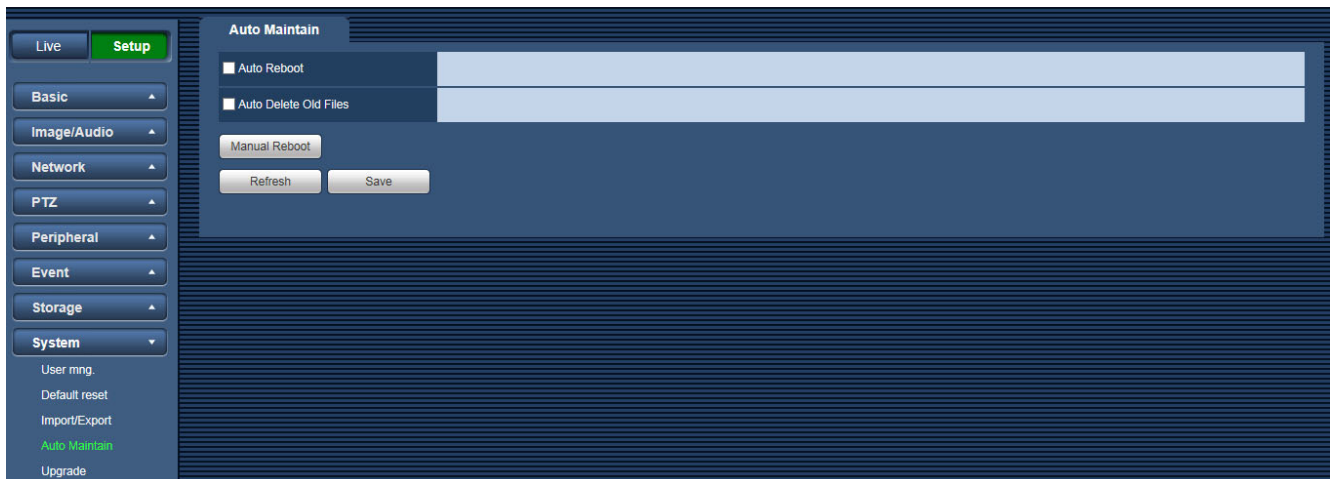 Live Setup
Basic
Image/Audio
Network
PTZ
Peripheral
Event
Storage
System
User mng.
Default reset
Import/Export
Auto Maintain
Upgrade
Auto Maintain
Auto Reboot
Auto Delete Old Files
Manual Reboot
Refresh Save